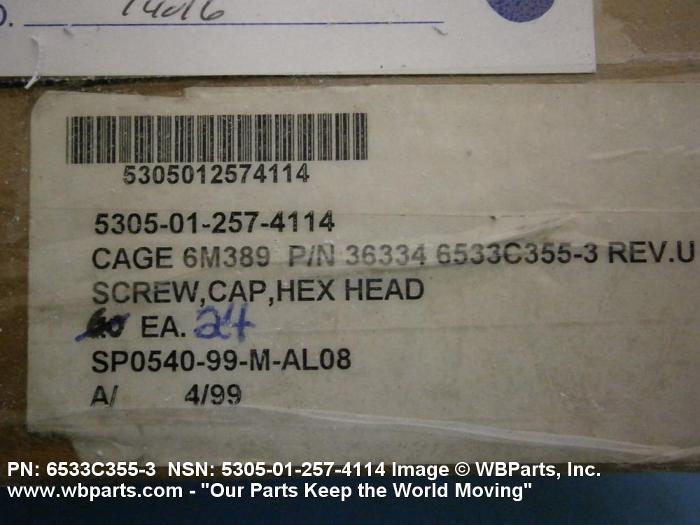 D. 14016
5305012574114
5305-01-257-4114
CAGE 6M389 P/N 36334 6533C355-3 REV.U
SCREW,CAP,HEX HEAD
EA. 24
SP0540-99-M-AL08
A/ 4/99
PN: 6533C355-3 NSN: 5305-01-257-4114 Image © WBParts, Inc.
www.wbparts.com - "Our Parts Keep the World Moving"